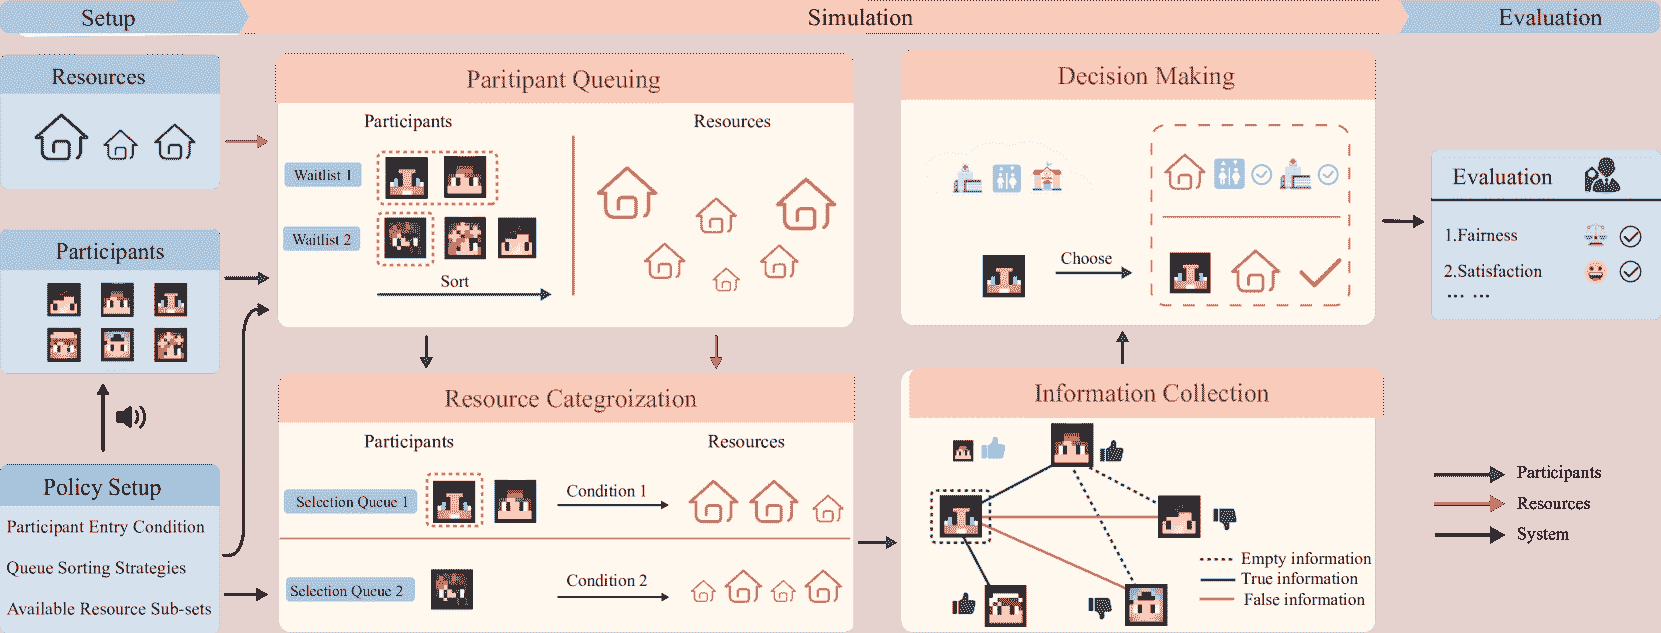 Setup
Simulation
Evaluation
Resources
Participants
Policy Setup
Participant Entry Condition
Queue Sorting Strategies
Available Resource Sub-sets
Paritipant Queuing
Participants
Resources
Waitlist 1
Waitlist 2
Sort
Resource Categroization
Participants
Resources
Selection Queue 1
Condition 1
Selection Queue 2
Condition 2
Decision Making
Choose
Information Collection
Empty information
True information
False information
Evaluation
1.Fairness
2.Satisfaction
... ...
Participants
Resources
System